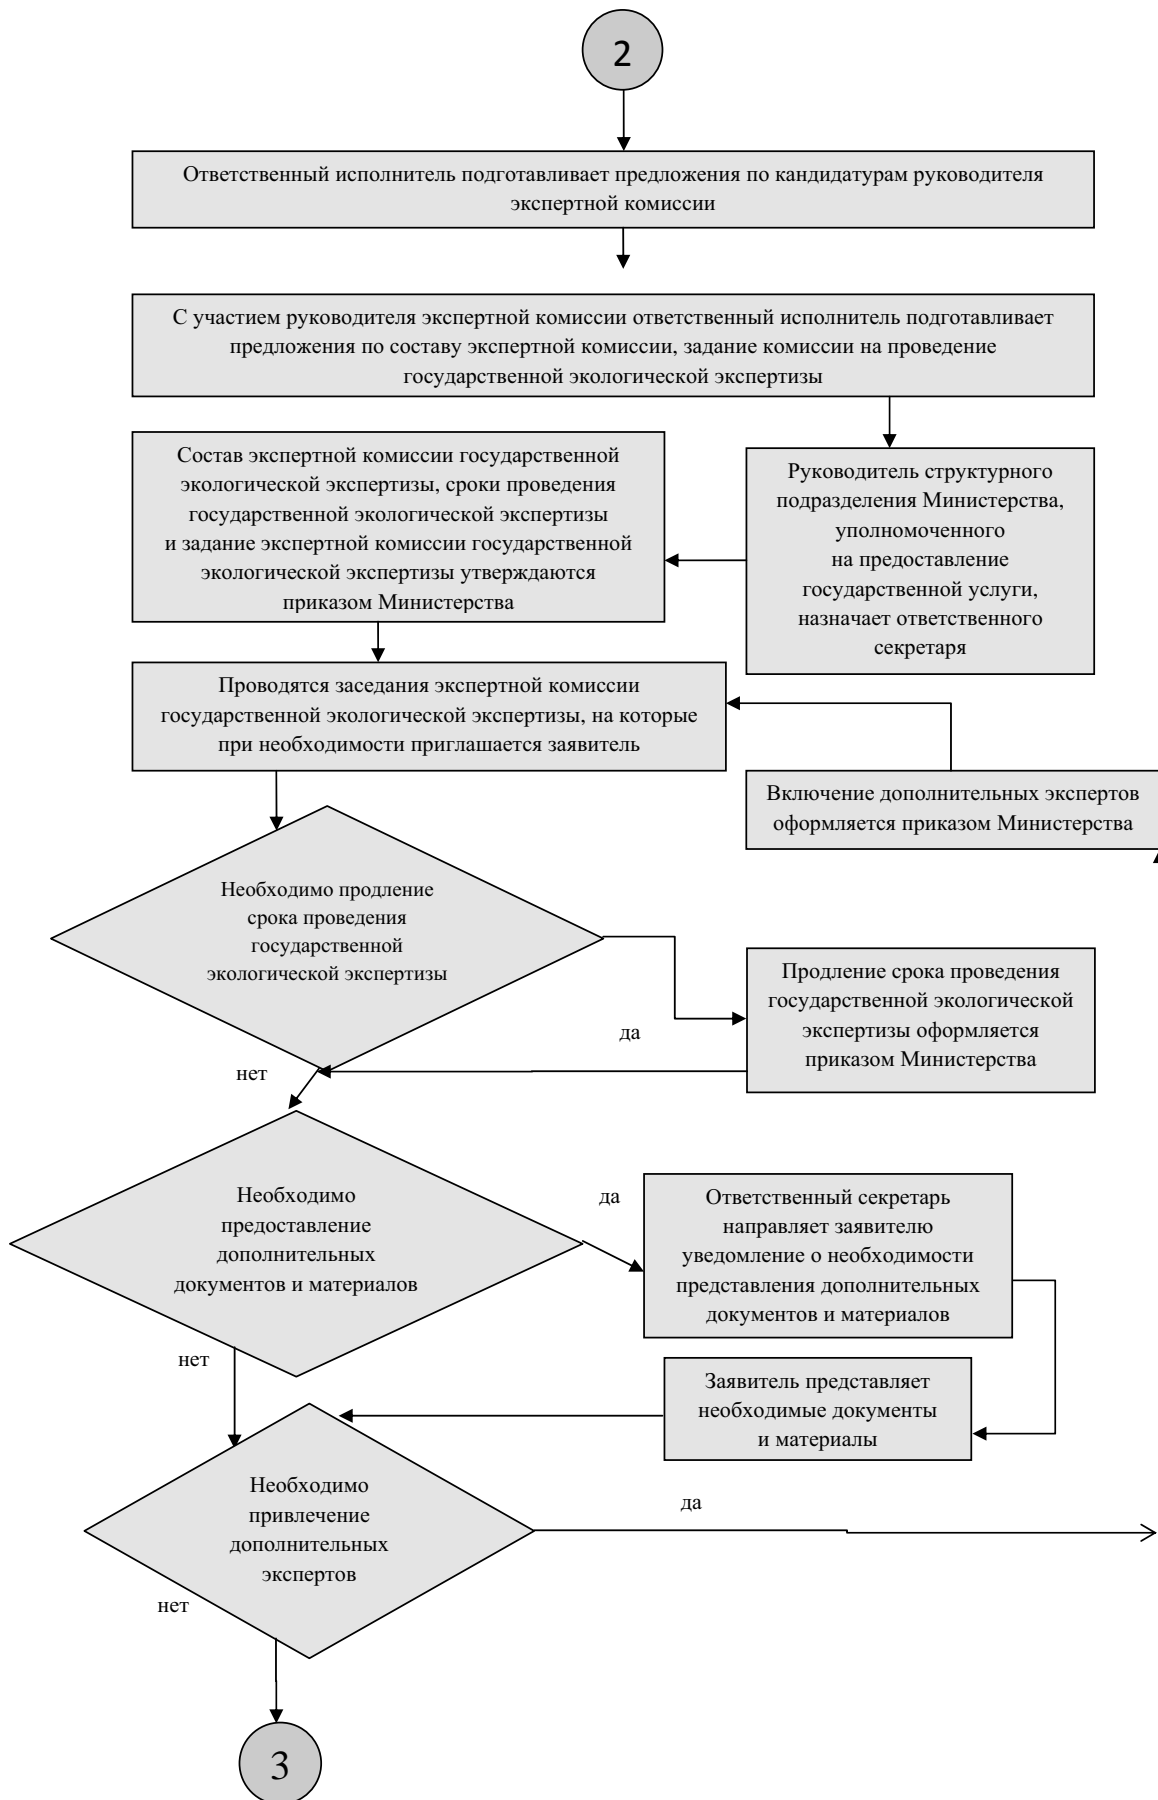 2
Ответственный исполнитель подготавливает предложения по кандидатурам руководителя
экспертной комиссии
С участием руководителя экспертной комиссии ответственный исполнитель подготавливает
предложения по составу экспертной комиссии, задание комиссии на проведение
государственной экологической экспертизы
Состав экспертной комиссии государственной
экологической экспертизы, сроки проведения
государственной экологической экспертизы
и задание экспертной комиссии государственной
экологической экспертизы утверждаются
приказом Министерства
Руководитель структурного
подразделения Министерства,
уполномоченного
на предоставление
государственной услуги,
назначает ответственного
секретаря
Проводятся заседания экспертной комиссии
государственной экологической экспертизы, на которые
при необходимости приглашается заявитель
Включение дополнительных экспертов
оформляется приказом Министерства
Необходимо продление
срока проведения
государственной
экологической экспертизы
Продление срока проведения
государственной экологической
экспертизы оформляется
приказом Министерства
да
нет
Необходимо
предоставление
дополнительных
документов и материалов
да
Ответственный секретарь
направляет заявителю
уведомление о необходимости
представления дополнительных
документов и материалов
нет
Заявитель представляет
необходимые документы
и материалы
Необходимо
привлечение
дополнительных
экспертов
да
нет
3